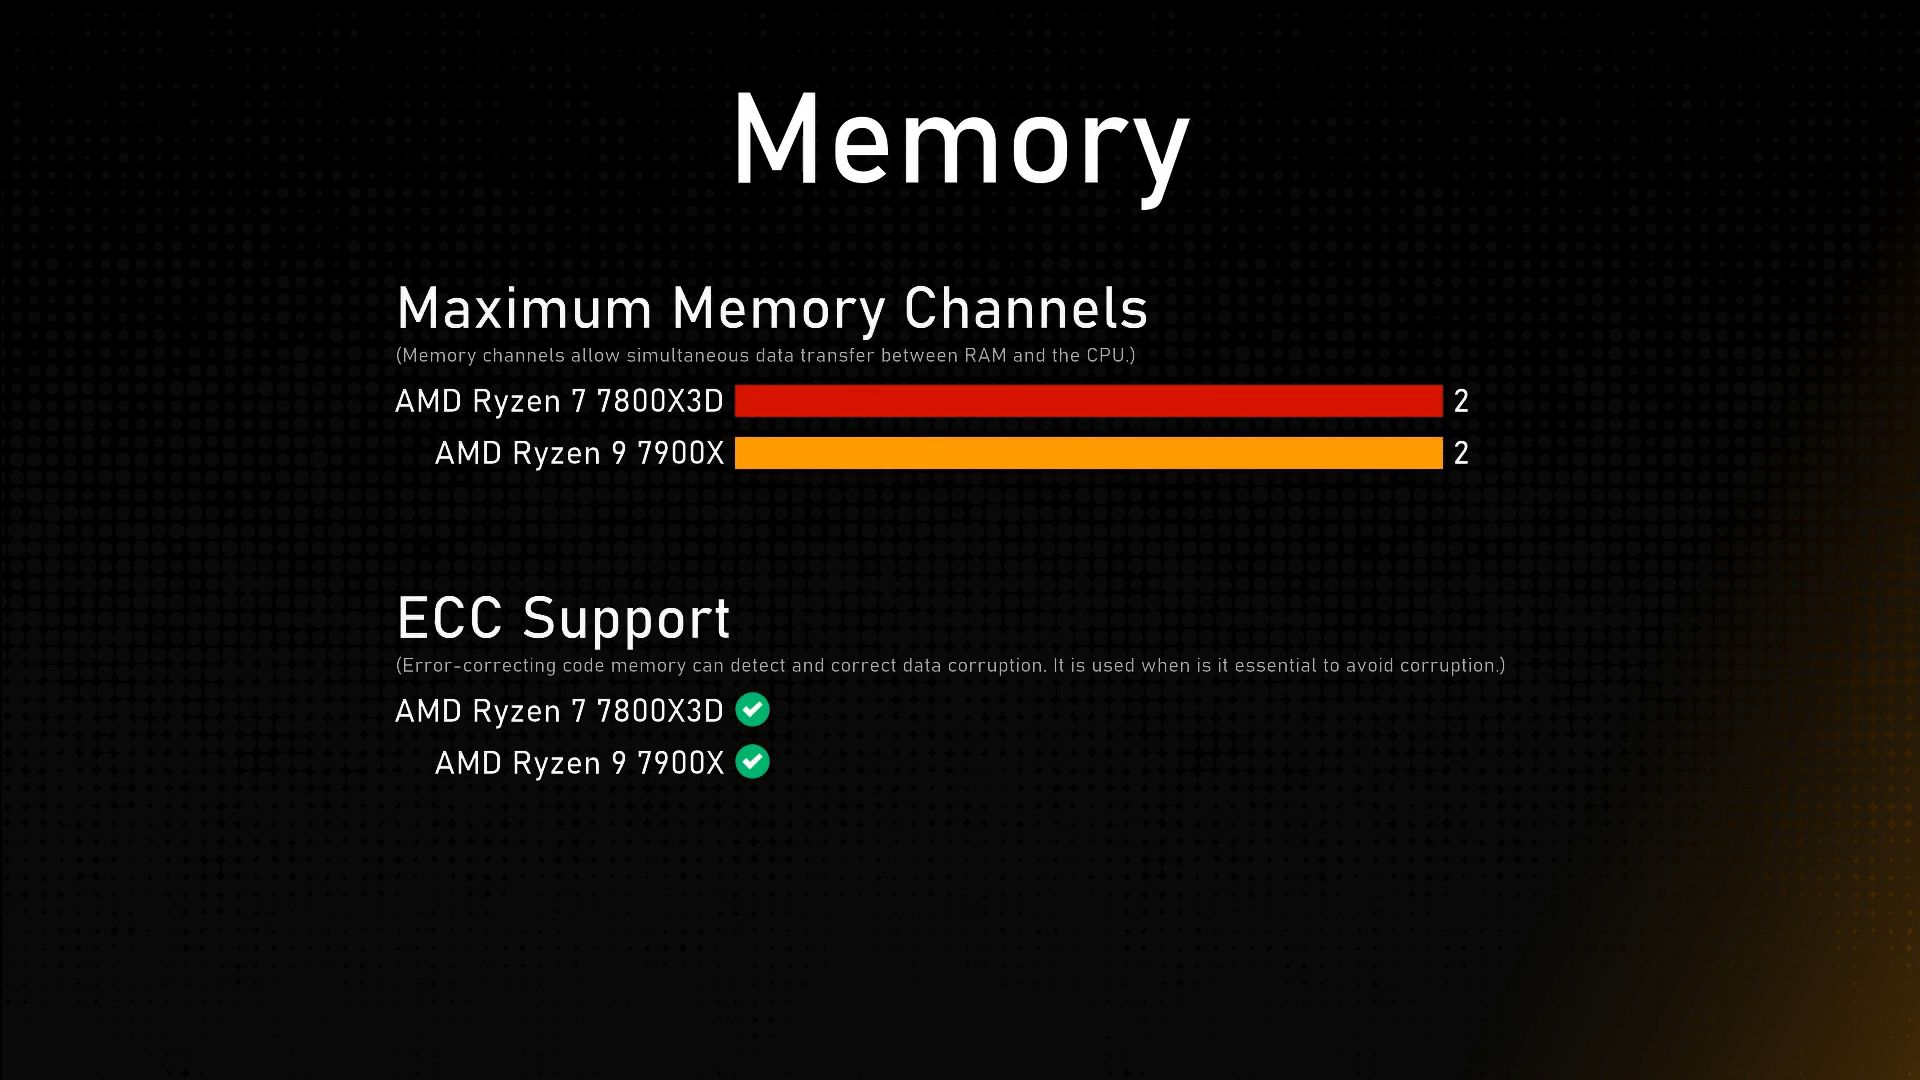 Memory
Maximum Memory Channels
(Memory channels allow simultaneous data transfer between RAM and the CPU.)
AMD Ryzen 7 7800X3D 2
AMD Ryzen 9 7900X 2
ECC Support
(Error-correcting code memory can detect and correct data corruption. It is used when is it essential to avoid corruption.)
AMD Ryzen 7 7800X3D
AMD Ryzen 9 7900X